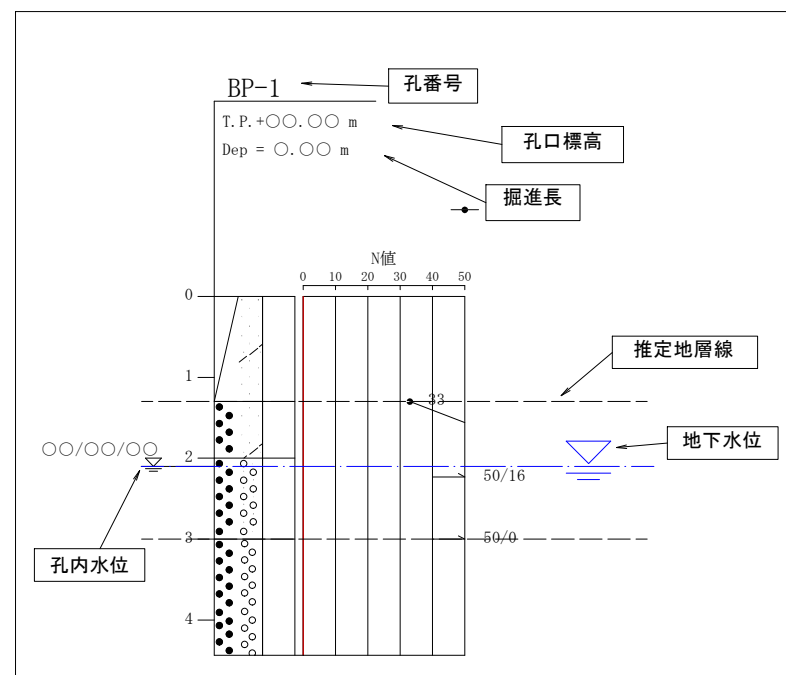 BP-1
孔番号
T.P.+○○.○○ m
孔口標高
Dep = ○.○○ m
掘進長
N値
0 10 20 30 40 50
0
推定地層線
1
33
地下水位
○○/○○/○○
2
50/16
3
50/0
孔内水位
4